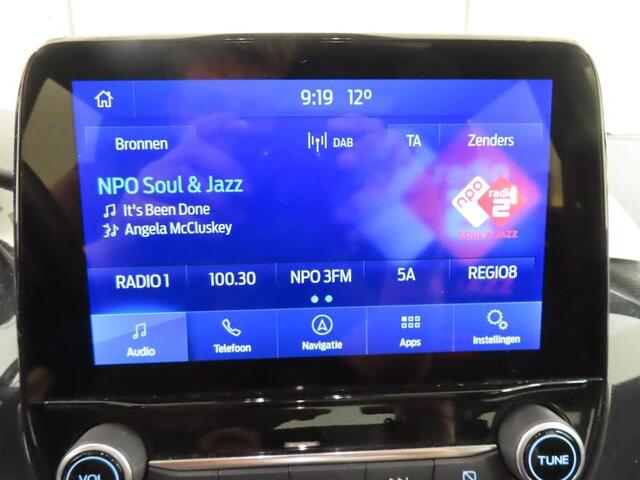 9:19 12º
Bronnen DAB TA Zenders
NPO Soul & Jazz
It's Been Done
Angela McCluskey
npo radio 2
SOUL & JAZZ
RADIO 1 100.30 NPO 3FM 5A REGIO8
Audio Telefoon Navigatie Apps Instellingen
VOL TUNE